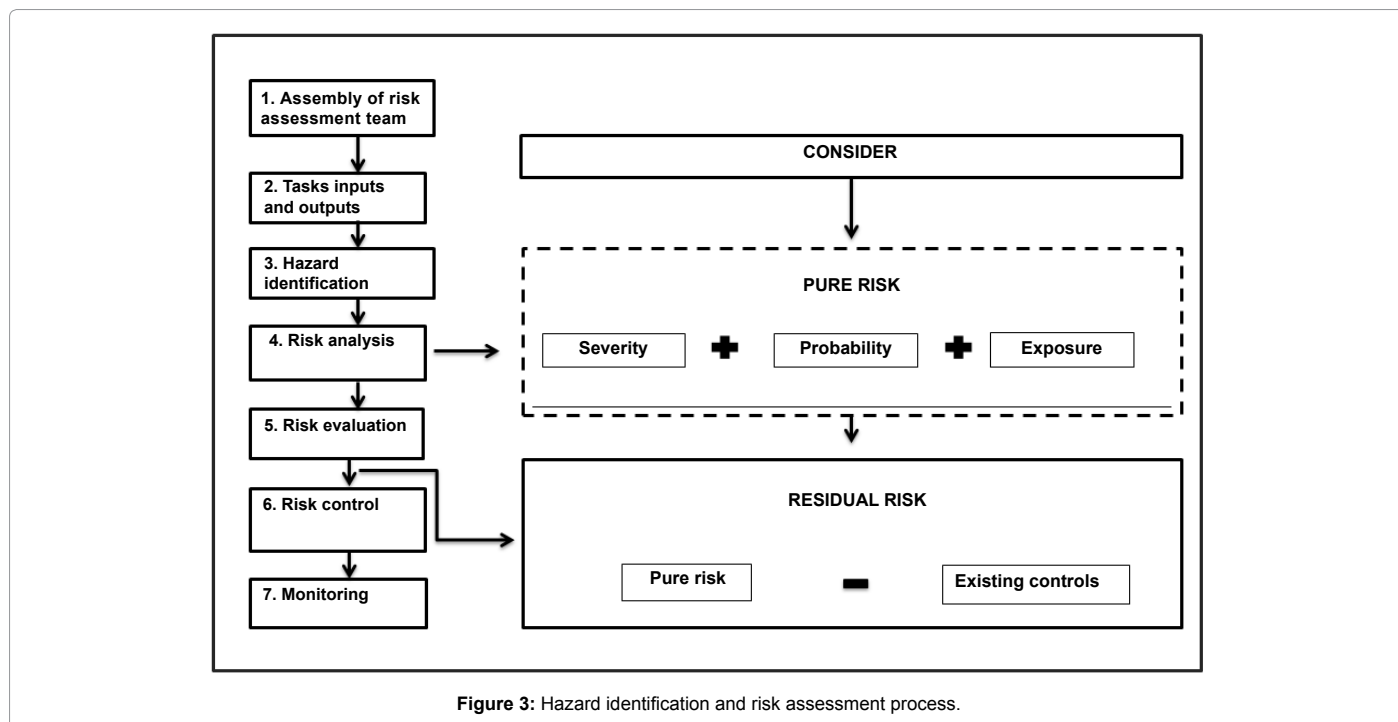 1. Assembly of risk
assessment team
2. Tasks inputs
and outputs
3. Hazard
identification
4. Risk analysis
5. Risk evaluation
6. Risk control
7. Monitoring
CONSIDER
PURE RISK
Severity + Probability + Exposure
RESIDUAL RISK
Pure risk - Existing controls
Figure 3: Hazard identification and risk assessment process.